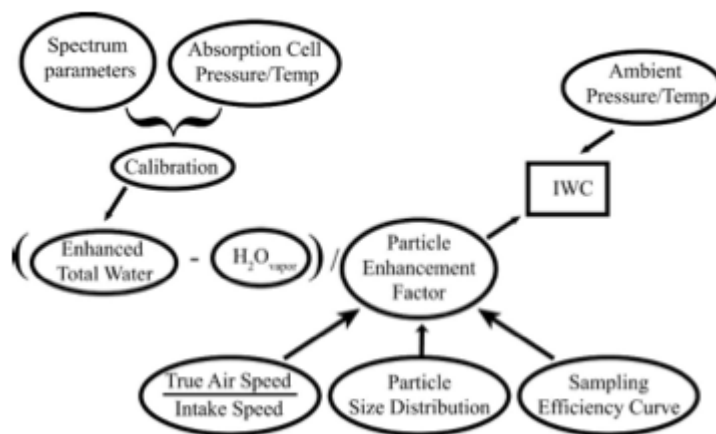 Spectrum
parameters
Absorption Cell
Pressure/Temp
Ambient
Pressure/Temp
Calibration
IWC
(
Enhanced
Total Water
-
H₂Ovapor
) /
Particle
Enhancement
Factor
True Air Speed
Intake Speed
Particle
Size Distribution
Sampling
Efficiency Curve